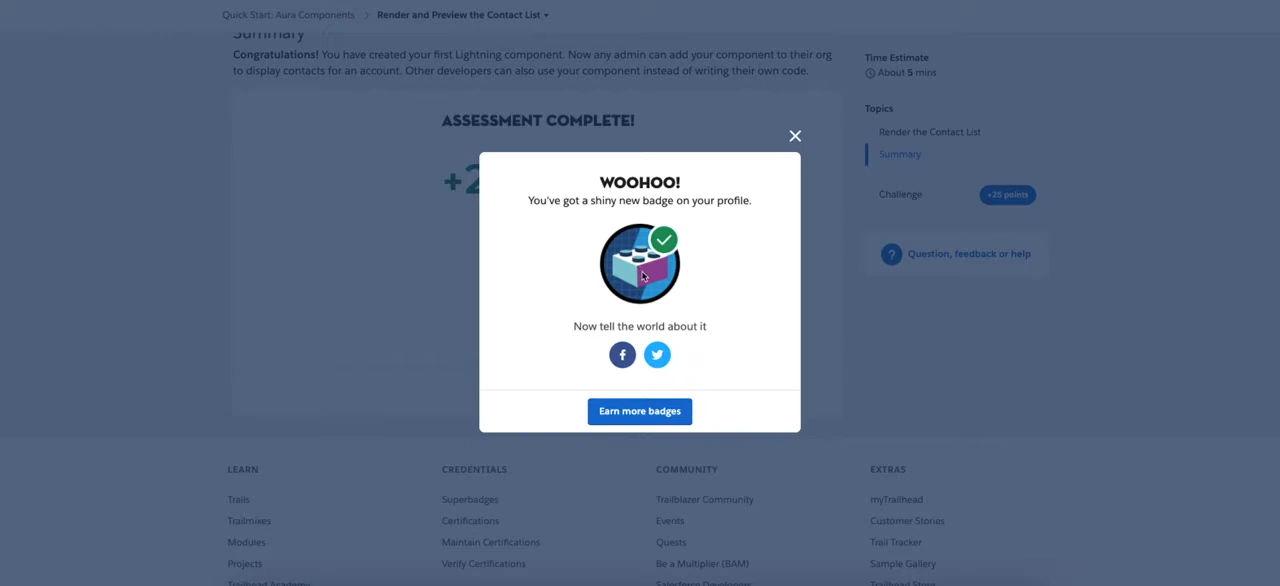 Quick Start: Aura Components > Render and Preview the Contact List
Summary
Congratulations! You have created your first Lightning component. Now any admin can add your component to their org
to display contacts for an account. Other developers can also use your component instead of writing their own code.
Time Estimate
About 5 mins
Topics
Render the Contact List
Summary
Challenge +25 points
? Question, feedback or help
ASSESSMENT COMPLETE!
+2
WOOHOO!
You've got a shiny new badge on your profile.
Now tell the world about it
Earn more badges
LEARN
Trails
Trailmixes
Modules
Projects
Trailhead Academy
CREDENTIALS
Superbadges
Certifications
Maintain Certifications
Verify Certifications
COMMUNITY
Trailblazer Community
Events
Quests
Be a Multiplier (BAM)
Salesforce Developers
EXTRAS
myTrailhead
Customer Stories
Trail Tracker
Sample Gallery
Trailhead Store